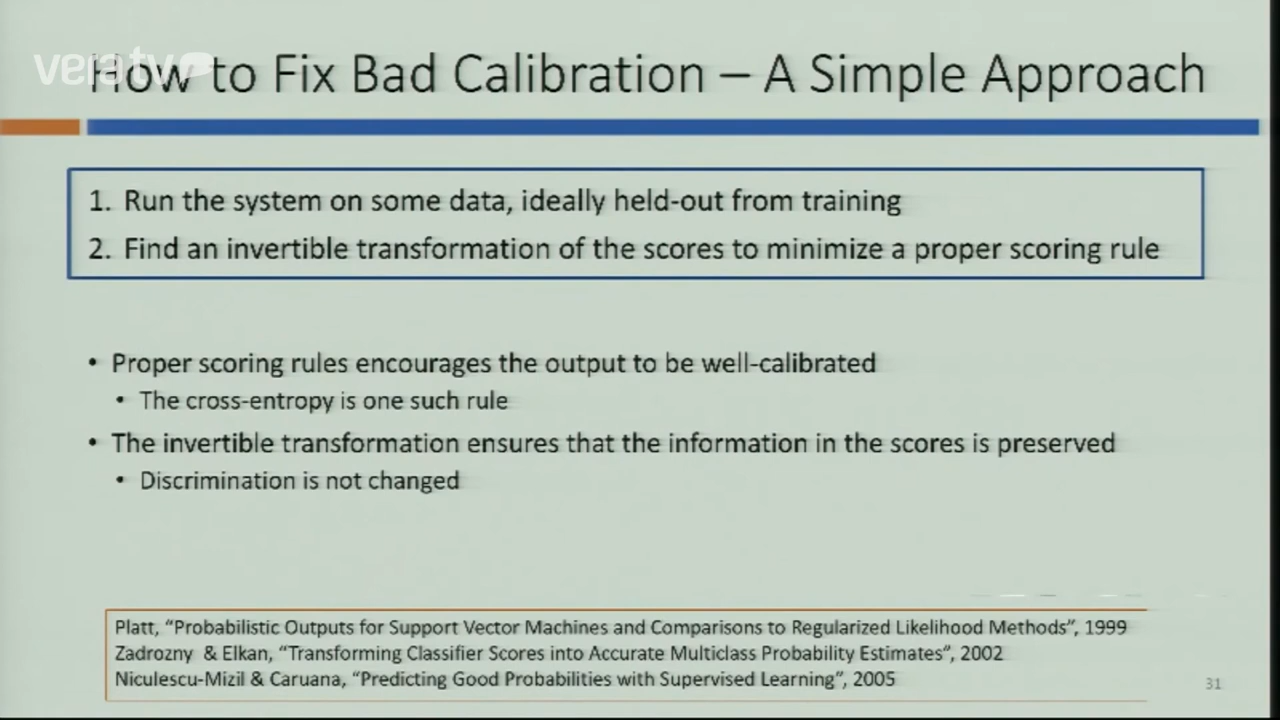 vera tv
How to Fix Bad Calibration – A Simple Approach
1. Run the system on some data, ideally held-out from training
2. Find an invertible transformation of the scores to minimize a proper scoring rule
• Proper scoring rules encourages the output to be well-calibrated
• The cross-entropy is one such rule
• The invertible transformation ensures that the information in the scores is preserved
• Discrimination is not changed
Platt, “Probabilistic Outputs for Support Vector Machines and Comparisons to Regularized Likelihood Methods”, 1999
Zadrozny & Elkan, “Transforming Classifier Scores into Accurate Multiclass Probability Estimates”, 2002
Niculescu-Mizil & Caruana, “Predicting Good Probabilities with Supervised Learning”, 2005
31